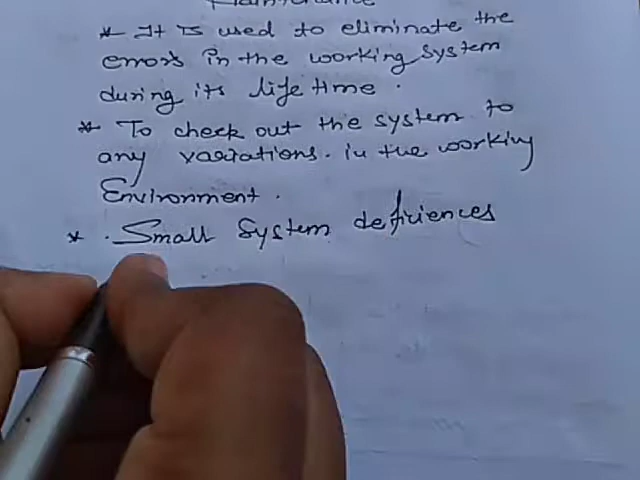 Maintenance
* It is used to eliminate the
errors in the working system
during its life time.
* To check out the system to
any variations. in the working
Environment.
* . Small System deficiences